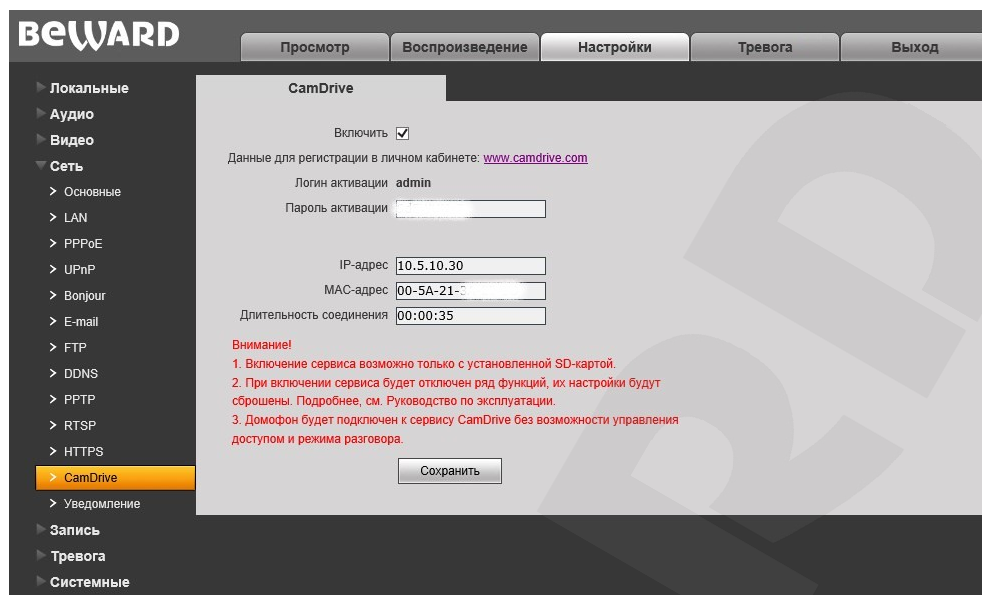 BEWARD
Просмотр Воспроизведение Настройки Тревога Выход
Локальные
Аудио
Видео
Сеть
Основные
LAN
PPPoE
UPnP
Bonjour
E-mail
FTP
DDNS
PPTP
RTSP
HTTPS
CamDrive
Уведомление
Запись
Тревога
Системные
CamDrive
Включить
Данные для регистрации в личном кабинете: www.camdrive.com
Логин активации admin
Пароль активации
IP-адрес 10.5.10.30
MAC-адрес 00-5A-21-
Длительность соединения 00:00:35
Внимание!
1. Включение сервиса возможно только с установленной SD-картой.
2. При включении сервиса будет отключен ряд функций, их настройки будут
сброшены. Подробнее, см. Руководство по эксплуатации.
3. Домофон будет подключен к сервису CamDrive без возможности управления
доступом и режима разговора.
Сохранить